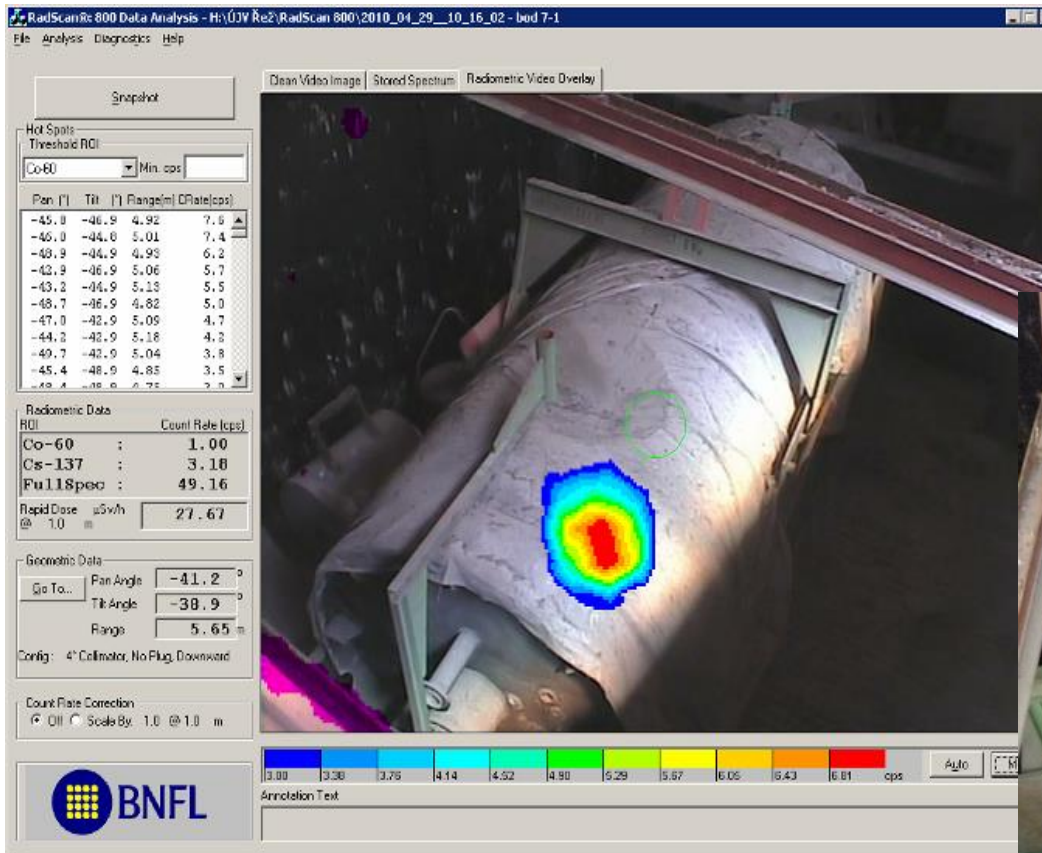 RadScan® 800 Data Analysis - H:\ÚJV Řež\RadScan 800\2010_04_29__10_16_02 - bod 7-1
File Analysis Diagnostics Help
Snapshot
Clean Video Image Stored Spectrum Radiometric Video Overlay
Hot Spots
Threshold ROI
Co-60 Min. cps
Pan (°) Tilt (°) Range(m) CRate(cps)
-45.0 -46.9 4.92 7.6
-46.0 -44.8 5.01 7.4
-48.9 -44.9 4.93 6.2
-42.9 -46.9 5.06 5.7
-43.2 -44.9 5.13 5.5
-48.7 -46.9 4.82 5.0
-47.0 -42.9 5.09 4.7
-44.2 -42.9 5.18 4.2
-49.7 -42.9 5.04 3.8
-45.4 -48.9 4.85 3.5
Radiometric Data
ROI Count Rate (cps)
Co-60 : 1.00
Cs-137 : 3.18
FullSpec : 49.16
Rapid Dose µSv/h
@ 1.0 m 27.67
Geometric Data
Go To... Pan Angle -41.2 °
Tilt Angle -38.9 °
Range 5.65 m
Config: 4° Collimator, No Plug, Downward
Count Rate Correction
Off Scale By: 1.0 @ 1.0 m
3.00 3.38 3.76 4.14 4.52 4.90 5.29 5.67 6.05 6.43 6.81 cps Auto
Annotation Text
BNFL